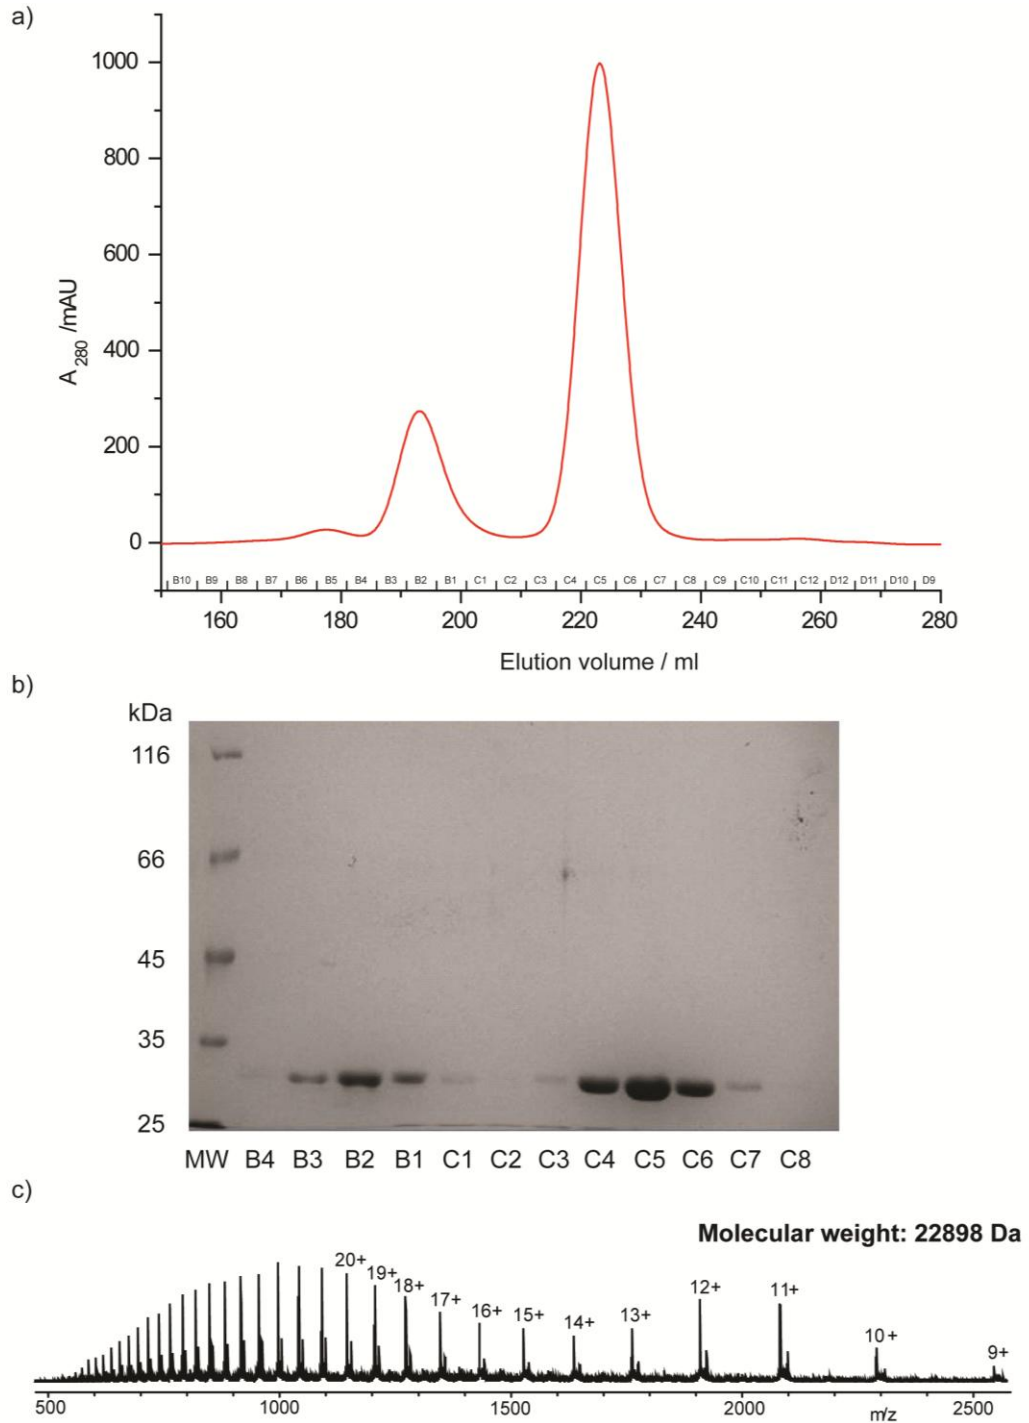 a)
1000
800
600
400
200
0
A280 /mAU
B10 B9 B8 B7 B6 B5 B4 B3 B2 B1 C1 C2 C3 C4 C5 C6 C7 C8 C9 C10 C11 C12 D12 D11 D10 D9
160 180 200 220 240 260 280
Elution volume / ml
b)
kDa
116
66
45
35
25
MW B4 B3 B2 B1 C1 C2 C3 C4 C5 C6 C7 C8
c)
Molecular weight: 22898 Da
20+ 19+ 18+ 17+ 16+ 15+ 14+ 13+ 12+ 11+ 10+ 9+
500 1000 1500 2000 m/z 2500